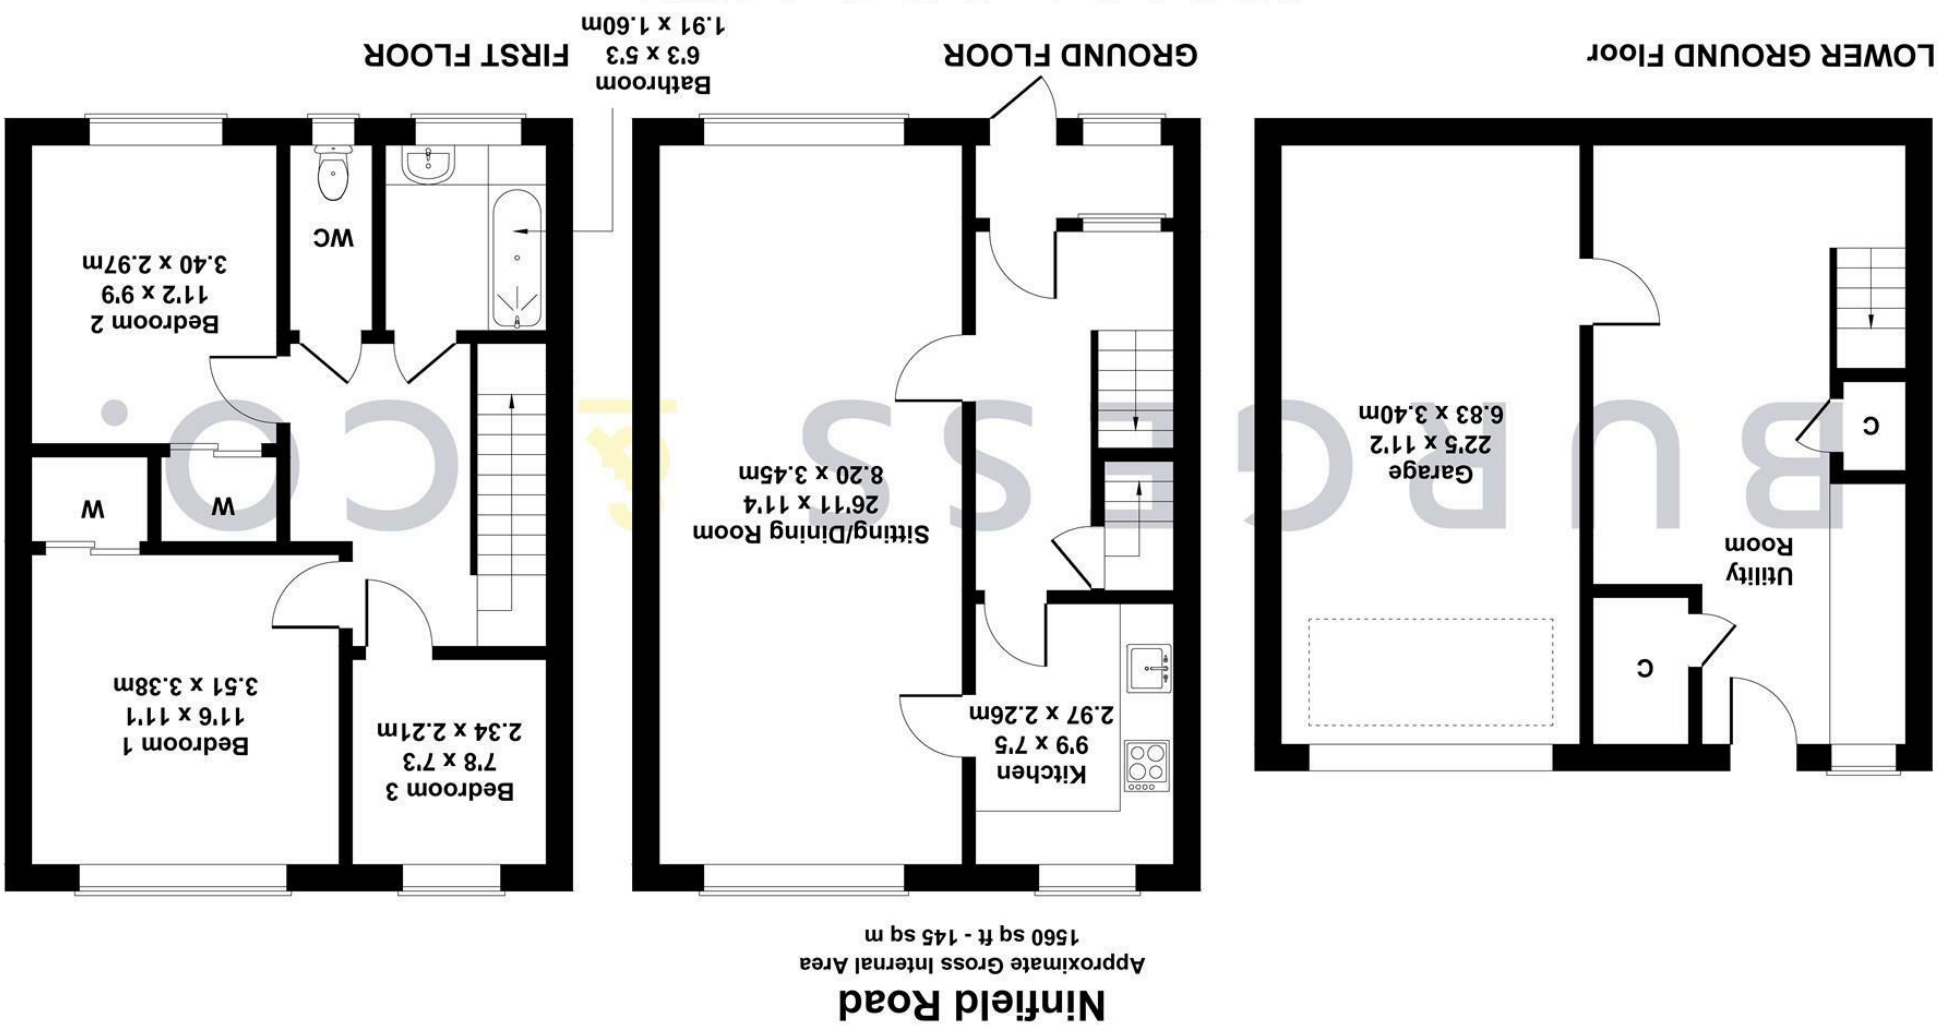 Ninfield Road
Approximate Gross Internal Area
1560 sq ft - 145 sq m
Utility
Room
C
C
Garage
22'5 x 11'2
6.83 x 3.40m
LOWER GROUND Floor
Kitchen
9'9 x 7'5
2.97 x 2.26m
Sitting/Dining Room
26'11 x 11'4
8.20 x 3.45m
GROUND FLOOR
Bedroom 3
7'8 x 7'3
2.34 x 2.21m
Bedroom 1
11'6 x 11'1
3.51 x 3.38m
W
W
Bedroom 2
11'2 x 9'9
3.40 x 2.97m
WC
Bathroom
6'3 x 5'3
1.91 x 1.60m
FIRST FLOOR
BURGESS & CO.